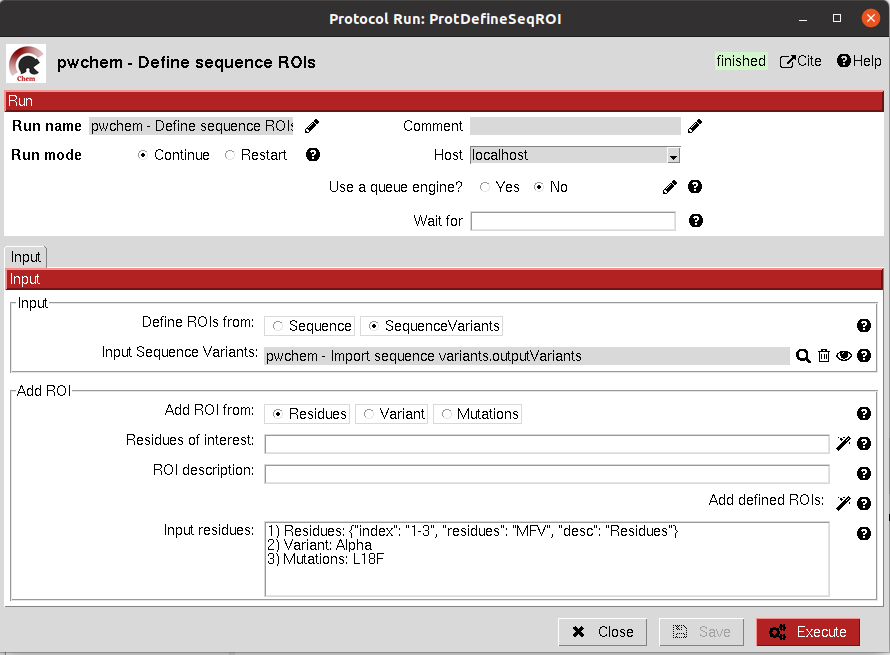 Protocol Run: ProtDefineSeqROI
Chem
pwchem - Define sequence ROIs
finished
Cite
Help
Run
Run name pwchem - Define sequence ROIs
Comment
Run mode Continue Restart
Host localhost
Use a queue engine? Yes No
Wait for
Input
Input
Input
Define ROIs from: Sequence SequenceVariants
Input Sequence Variants: pwchem - Import sequence variants.outputVariants
Add ROI
Add ROI from: Residues Variant Mutations
Residues of interest:
ROI description:
Add defined ROIs:
Input residues: 1) Residues: {"index": "1-3", "residues": "MFV", "desc": "Residues"}
2) Variant: Alpha
3) Mutations: L18F
Close Save Execute